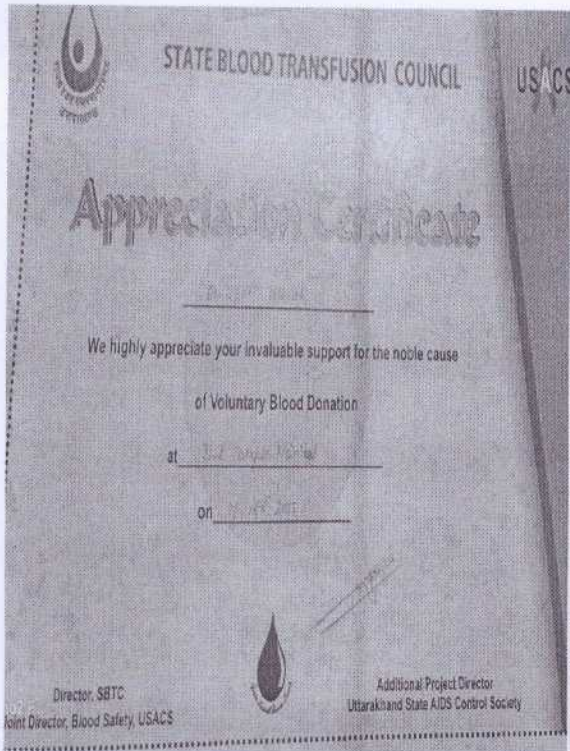 STATE BLOOD TRANSFUSION COUNCIL
USACS
Appreciation Certificate
We highly appreciate your invaluable support for the noble cause
of Voluntary Blood Donation
at
on
Director, SBTC
Joint Director, Blood Safety, USACS
Additional Project Director
Uttarakhand State AIDS Control Society